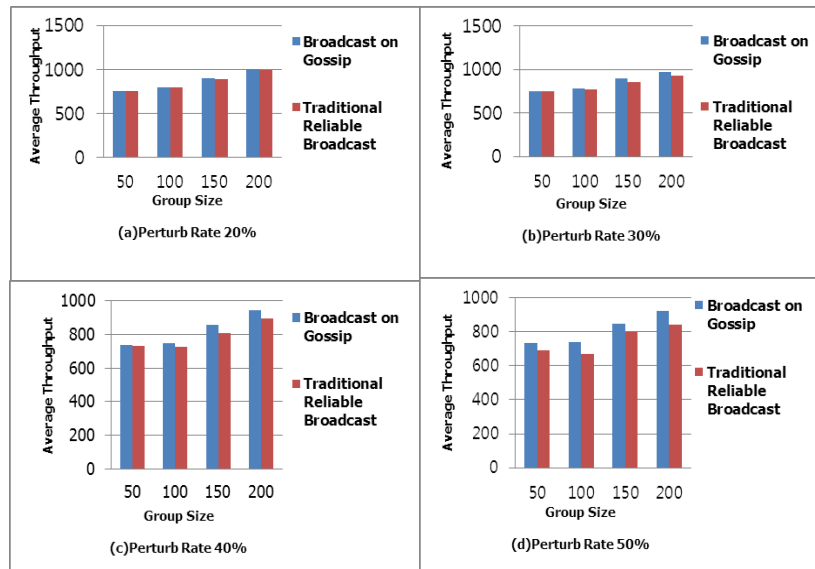 Average Throughput
1500
1000
500
0
50 100 150 200
Group Size
Broadcast on
Gossip
Traditional
Reliable
Broadcast
(a)Perturb Rate 20%
Average Throughput
1500
1000
500
0
50 100 150 200
Group Size
Broadcast on
Gossip
Traditional
Reliable
Broadcast
(b)Perturb Rate 30%
Average Throughput
1000
800
600
400
200
0
50 100 150 200
Group Size
Broadcast on
Gossip
Traditional
Reliable
Broadcast
(c)Perturb Rate 40%
Average Throughput
1000
800
600
400
200
0
50 100 150 200
Group Size
Broadcast on
Gossip
Traditional
Reliable
Broadcast
(d)Perturb Rate 50%